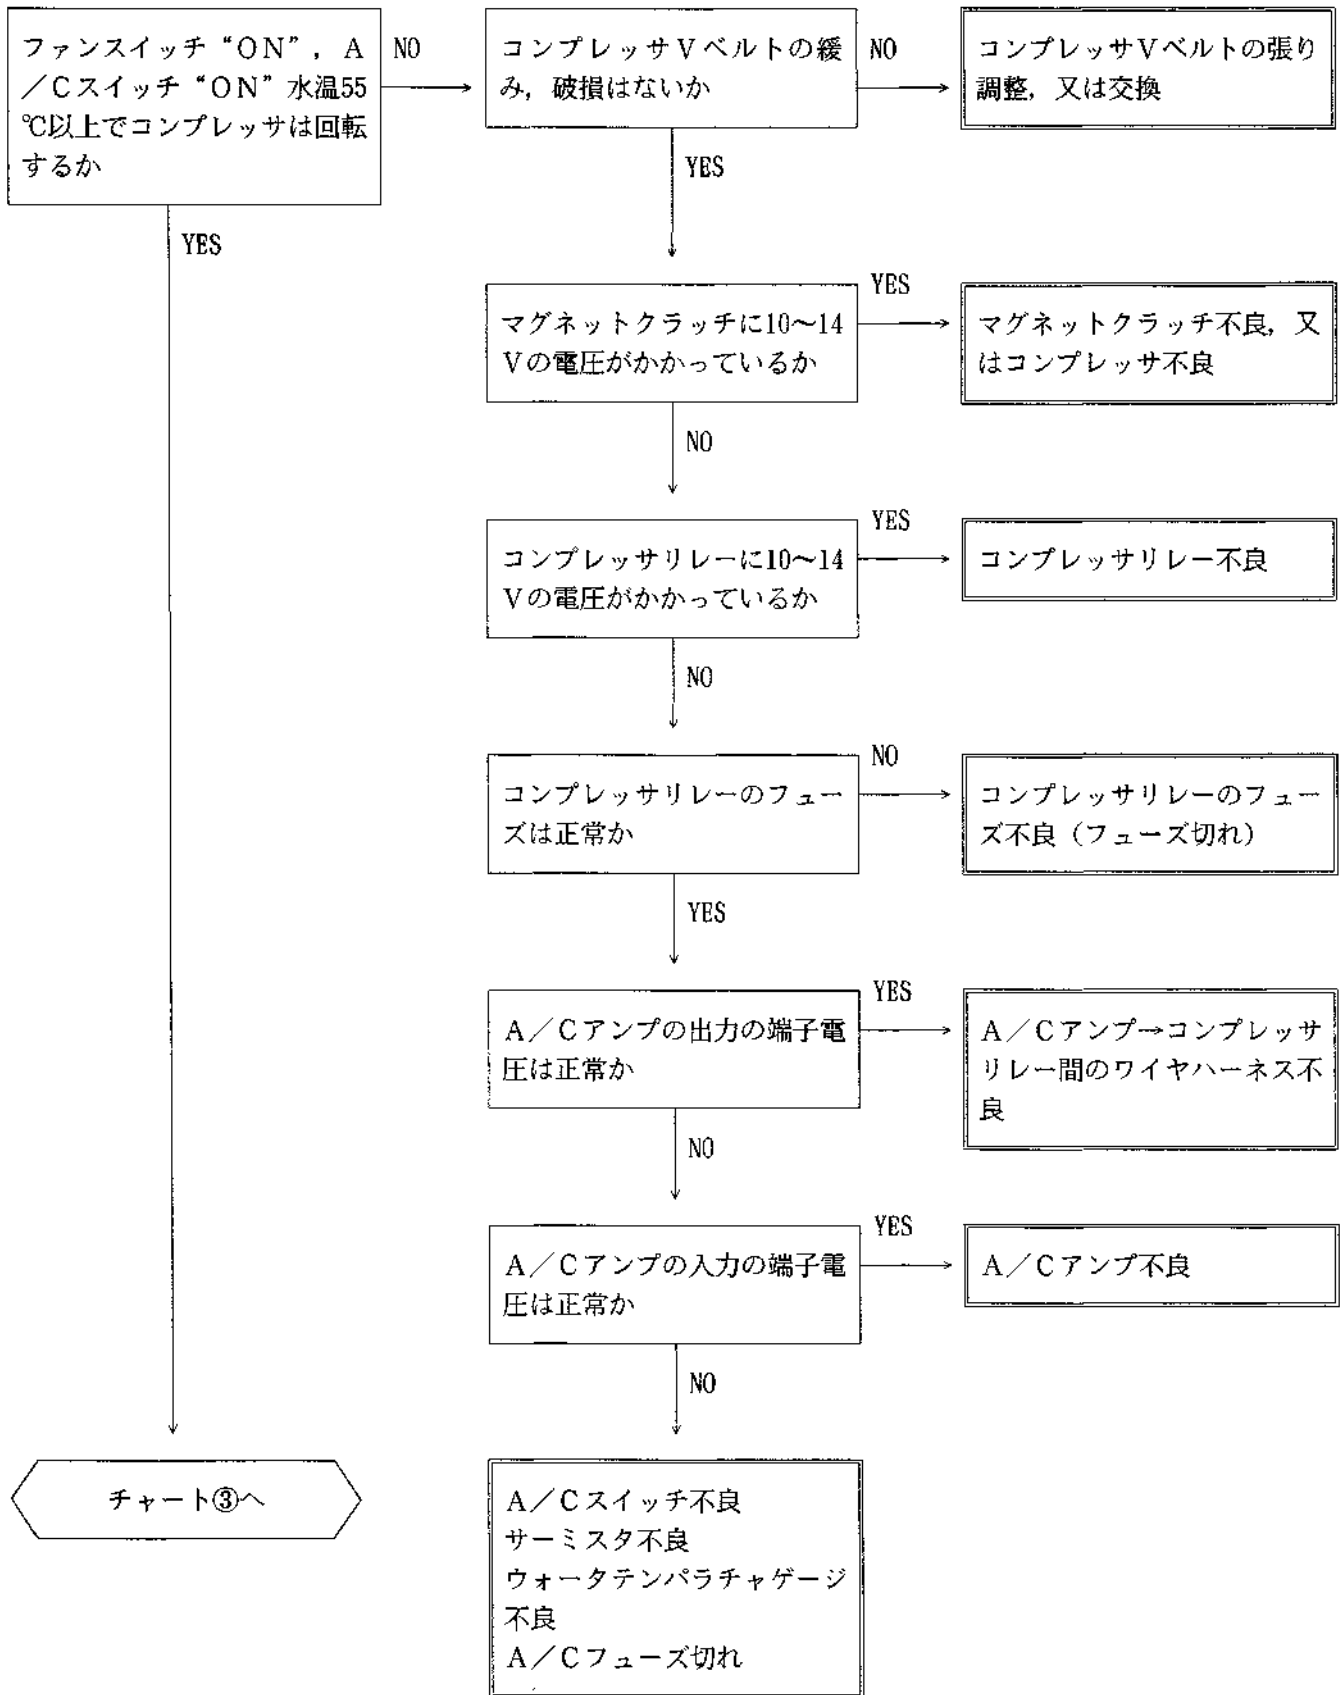 ファンスイッチ“ON”，A
／Cスイッチ“ON”水温55
℃以上でコンプレッサは回転
するか
NO
コンプレッサVベルトの緩
み，破損はないか
NO
コンプレッサVベルトの張り
調整，又は交換
YES
YES
マグネットクラッチに10～14
Vの電圧がかかっているか
YES
マグネットクラッチ不良，又
はコンプレッサ不良
NO
コンプレッサリレーに10～14
Vの電圧がかかっているか
YES
コンプレッサリレー不良
NO
コンプレッサリレーのフュー
ズは正常か
NO
コンプレッサリレーのフュー
ズ不良（フューズ切れ）
YES
A／Cアンプの出力の端子電
圧は正常か
YES
A／Cアンプ→コンプレッサ
リレー間のワイヤハーネス不
良
NO
A／Cアンプの入力の端子電
圧は正常か
YES
A／Cアンプ不良
NO
チャート③へ
A／Cスイッチ不良
サーミスタ不良
ウォータテンパラチャゲージ
不良
A／Cフューズ切れ